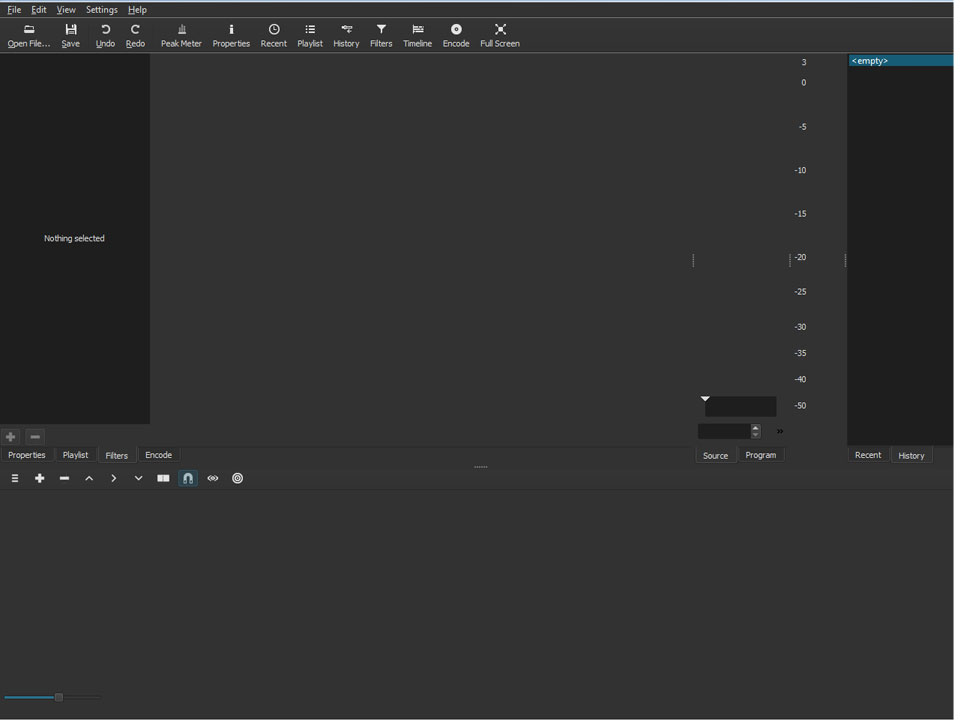 File Edit View Settings Help
Open File... Save Undo Redo Peak Meter Properties Recent Playlist History Filters Timeline Encode Full Screen
3
<empty>
0
-5
-10
-15
Nothing selected
-20
-25
-30
-35
-40
-50
»
Properties Playlist Filters Encode Source Program Recent History